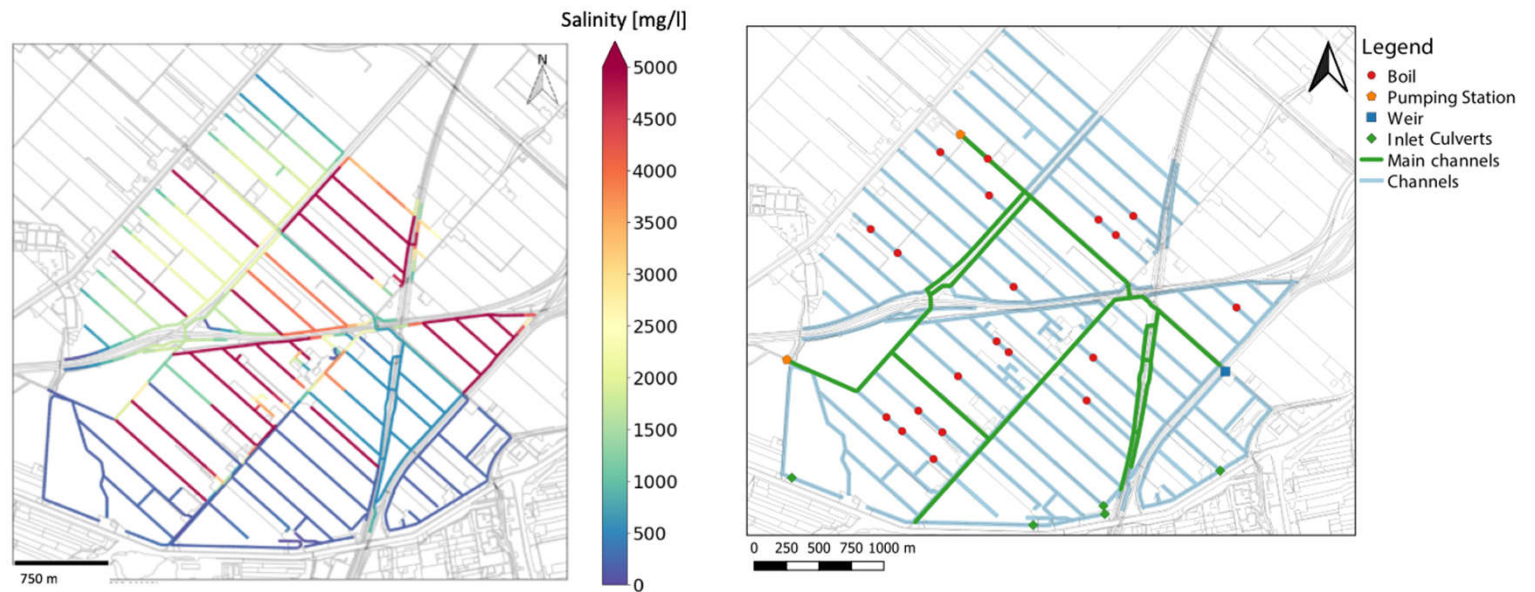 Salinity [mg/l]
N
5000
4500
4000
3500
3000
2500
2000
1500
1000
500
0
750 m
Legend
Boil
Pumping Station
Weir
Inlet Culverts
Main channels
Channels
0 250 500 750 1000 m